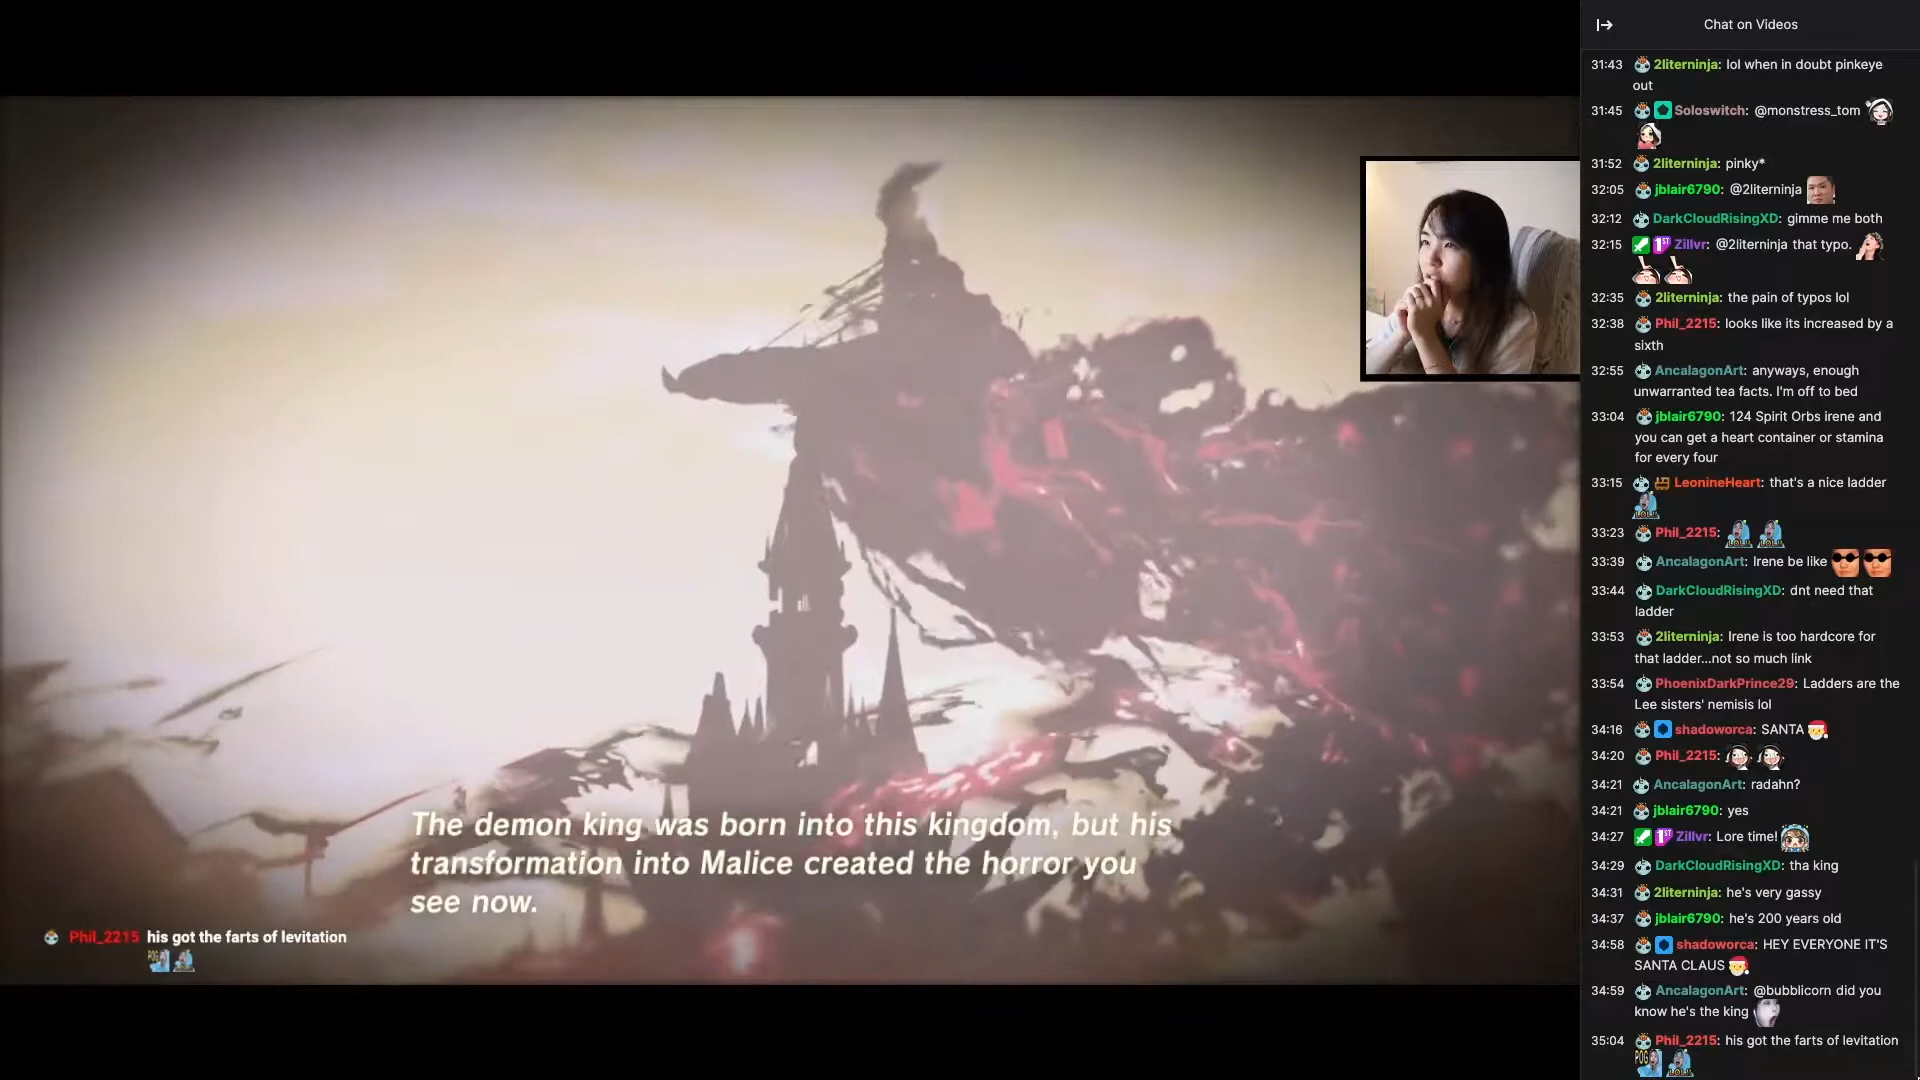 The demon king was born into this kingdom, but his
transformation into Malice created the horror you
see now.
Phil_2215 his got the farts of levitation
Chat on Videos
31:43 2literninja: lol when in doubt pinkeye
out
31:45 Soloswitch: @monstress_tom
31:52 2literninja: pinky*
32:05 jblair6790: @2literninja
32:12 DarkCloudRisingXD: gimme me both
32:15 1ST Zillvr: @2literninja that typo.
32:35 2literninja: the pain of typos lol
32:38 Phil_2215: looks like its increased by a
sixth
32:55 AncalagonArt: anyways, enough
unwarranted tea facts. I'm off to bed
33:04 jblair6790: 124 Spirit Orbs irene and
you can get a heart container or stamina
for every four
33:15 LeonineHeart: that's a nice ladder
LOL!!
33:23 Phil_2215: LOL!! LOL!!
33:39 AncalagonArt: Irene be like
33:44 DarkCloudRisingXD: dnt need that
ladder
33:53 2literninja: Irene is too hardcore for
that ladder...not so much link
33:54 PhoenixDarkPrince29: Ladders are the
Lee sisters' nemisis lol
34:16 shadoworca: SANTA
34:20 Phil_2215:
34:21 AncalagonArt: radahn?
34:21 jblair6790: yes
34:27 1ST Zillvr: Lore time!
34:29 DarkCloudRisingXD: tha king
34:31 2literninja: he's very gassy
34:37 jblair6790: he's 200 years old
34:58 shadoworca: HEY EVERYONE IT'S
SANTA CLAUS
34:59 AncalagonArt: @bubblicorn did you
know he's the king
35:04 Phil_2215: his got the farts of levitation
POG LOL!!